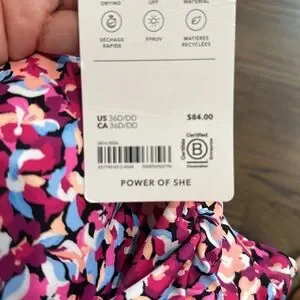 DRYING UPF MATERIAL
SÉCHAGE RAPIDE
FPRUV
MATIÈRES RECYCLÉES
US 36D/DD
CA 36D/DD
$84.00
Certified
B
Corporation
POWER OF SHE